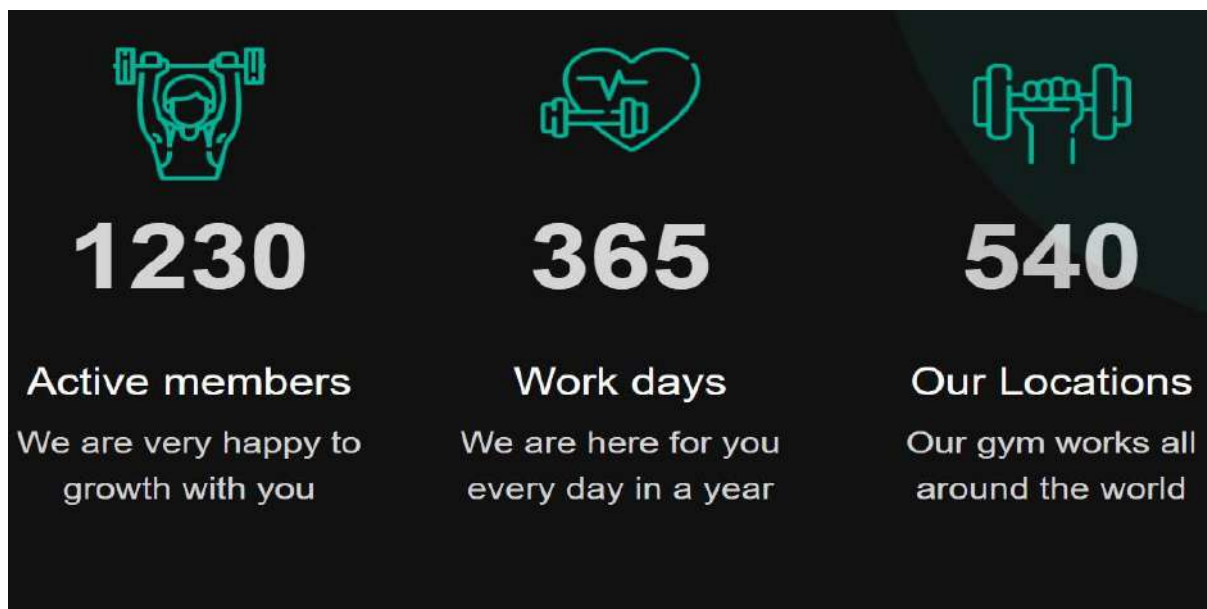 1230
Active members
We are very happy to
growth with you
365
Work days
We are here for you
every day in a year
540
Our Locations
Our gym works all
around the world